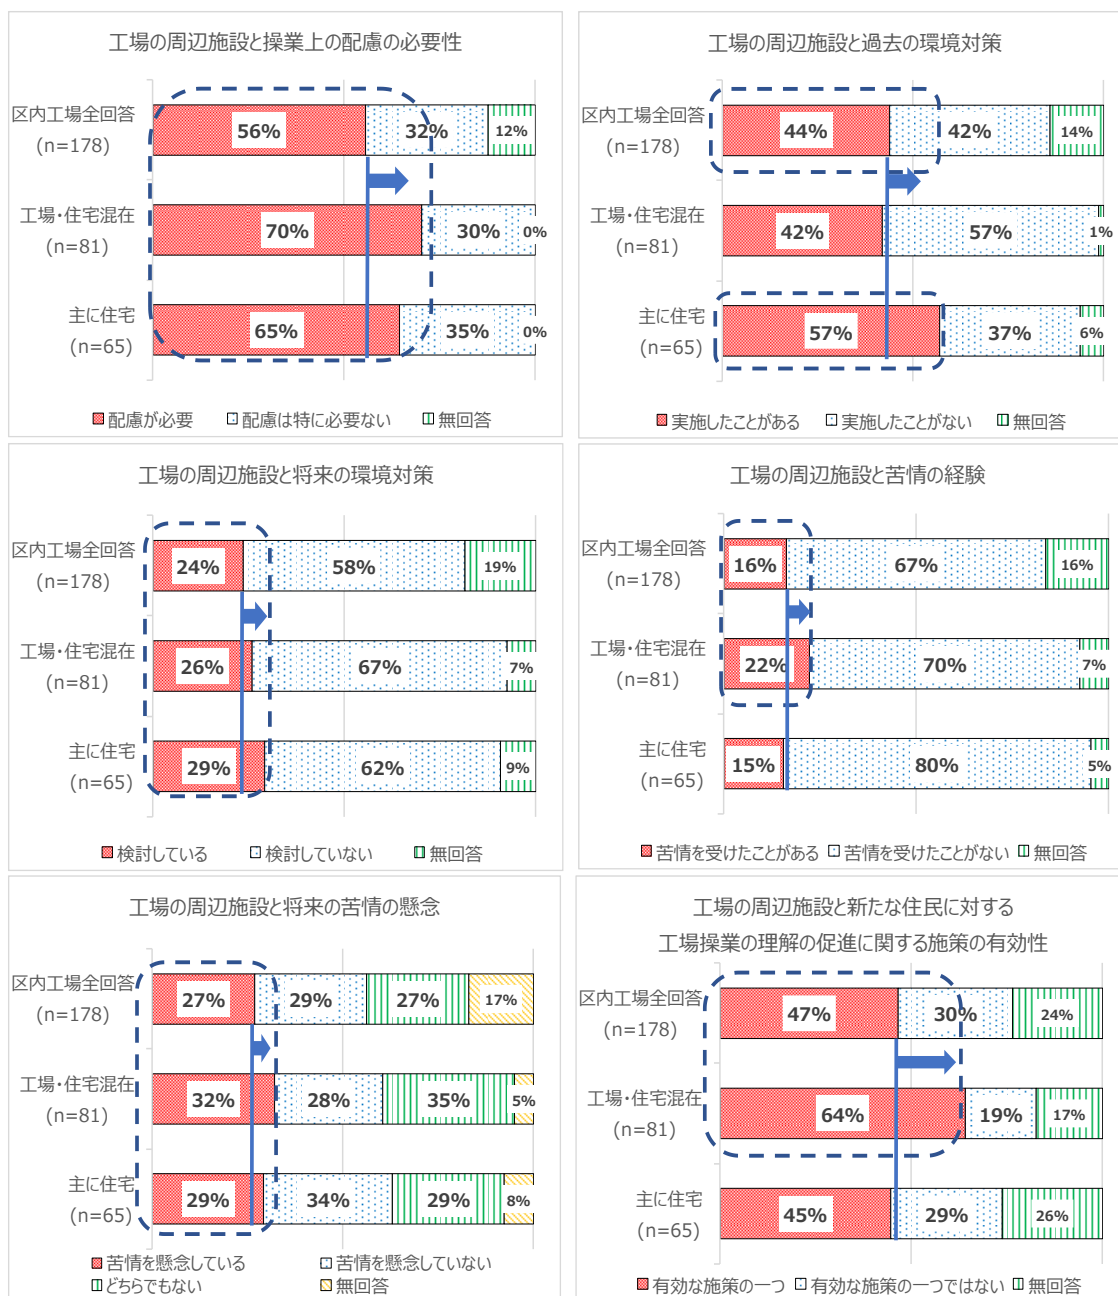 工場の周辺施設と操業上の配慮の必要性
区内工場全回答
(n=178)
56%
32%
12%
工場・住宅混在
(n=81)
70%
30%
0%
主に住宅
(n=65)
65%
35%
0%
配慮が必要 配慮は特に必要ない 無回答
工場の周辺施設と過去の環境対策
区内工場全回答
(n=178)
44%
42%
14%
工場・住宅混在
(n=81)
42%
57%
1%
主に住宅
(n=65)
57%
37%
6%
実施したことがある 実施したことがない 無回答
工場の周辺施設と将来の環境対策
区内工場全回答
(n=178)
24%
58%
19%
工場・住宅混在
(n=81)
26%
67%
7%
主に住宅
(n=65)
29%
62%
9%
検討している 検討していない 無回答
工場の周辺施設と苦情の経験
区内工場全回答
(n=178)
16%
67%
16%
工場・住宅混在
(n=81)
22%
70%
7%
主に住宅
(n=65)
15%
80%
5%
苦情を受けたことがある 苦情を受けたことがない 無回答
工場の周辺施設と将来の苦情の懸念
区内工場全回答
(n=178)
27%
29%
27%
17%
工場・住宅混在
(n=81)
32%
28%
35%
5%
主に住宅
(n=65)
29%
34%
29%
8%
苦情を懸念している 苦情を懸念していない
どちらでもない 無回答
工場の周辺施設と新たな住民に対する
工場操業の理解の促進に関する施策の有効性
区内工場全回答
(n=178)
47%
30%
24%
工場・住宅混在
(n=81)
64%
19%
17%
主に住宅
(n=65)
45%
29%
26%
有効な施策の一つ 有効な施策の一つではない 無回答